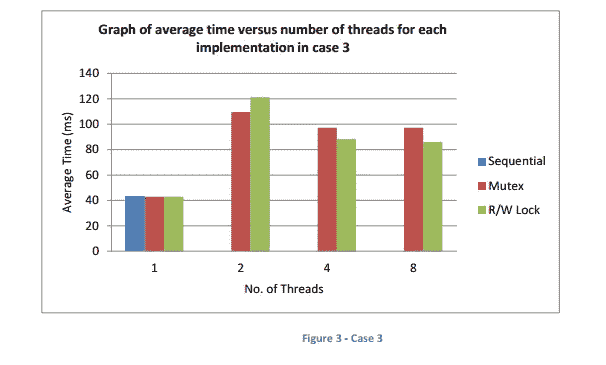 Graph of average time versus number of threads for each
implementation in case 3
140
120
100
80
60
40
20
0
Average Time (ms)
1 2 4 8
No. of Threads
Sequential
Mutex
R/W Lock
Figure 3 - Case 3